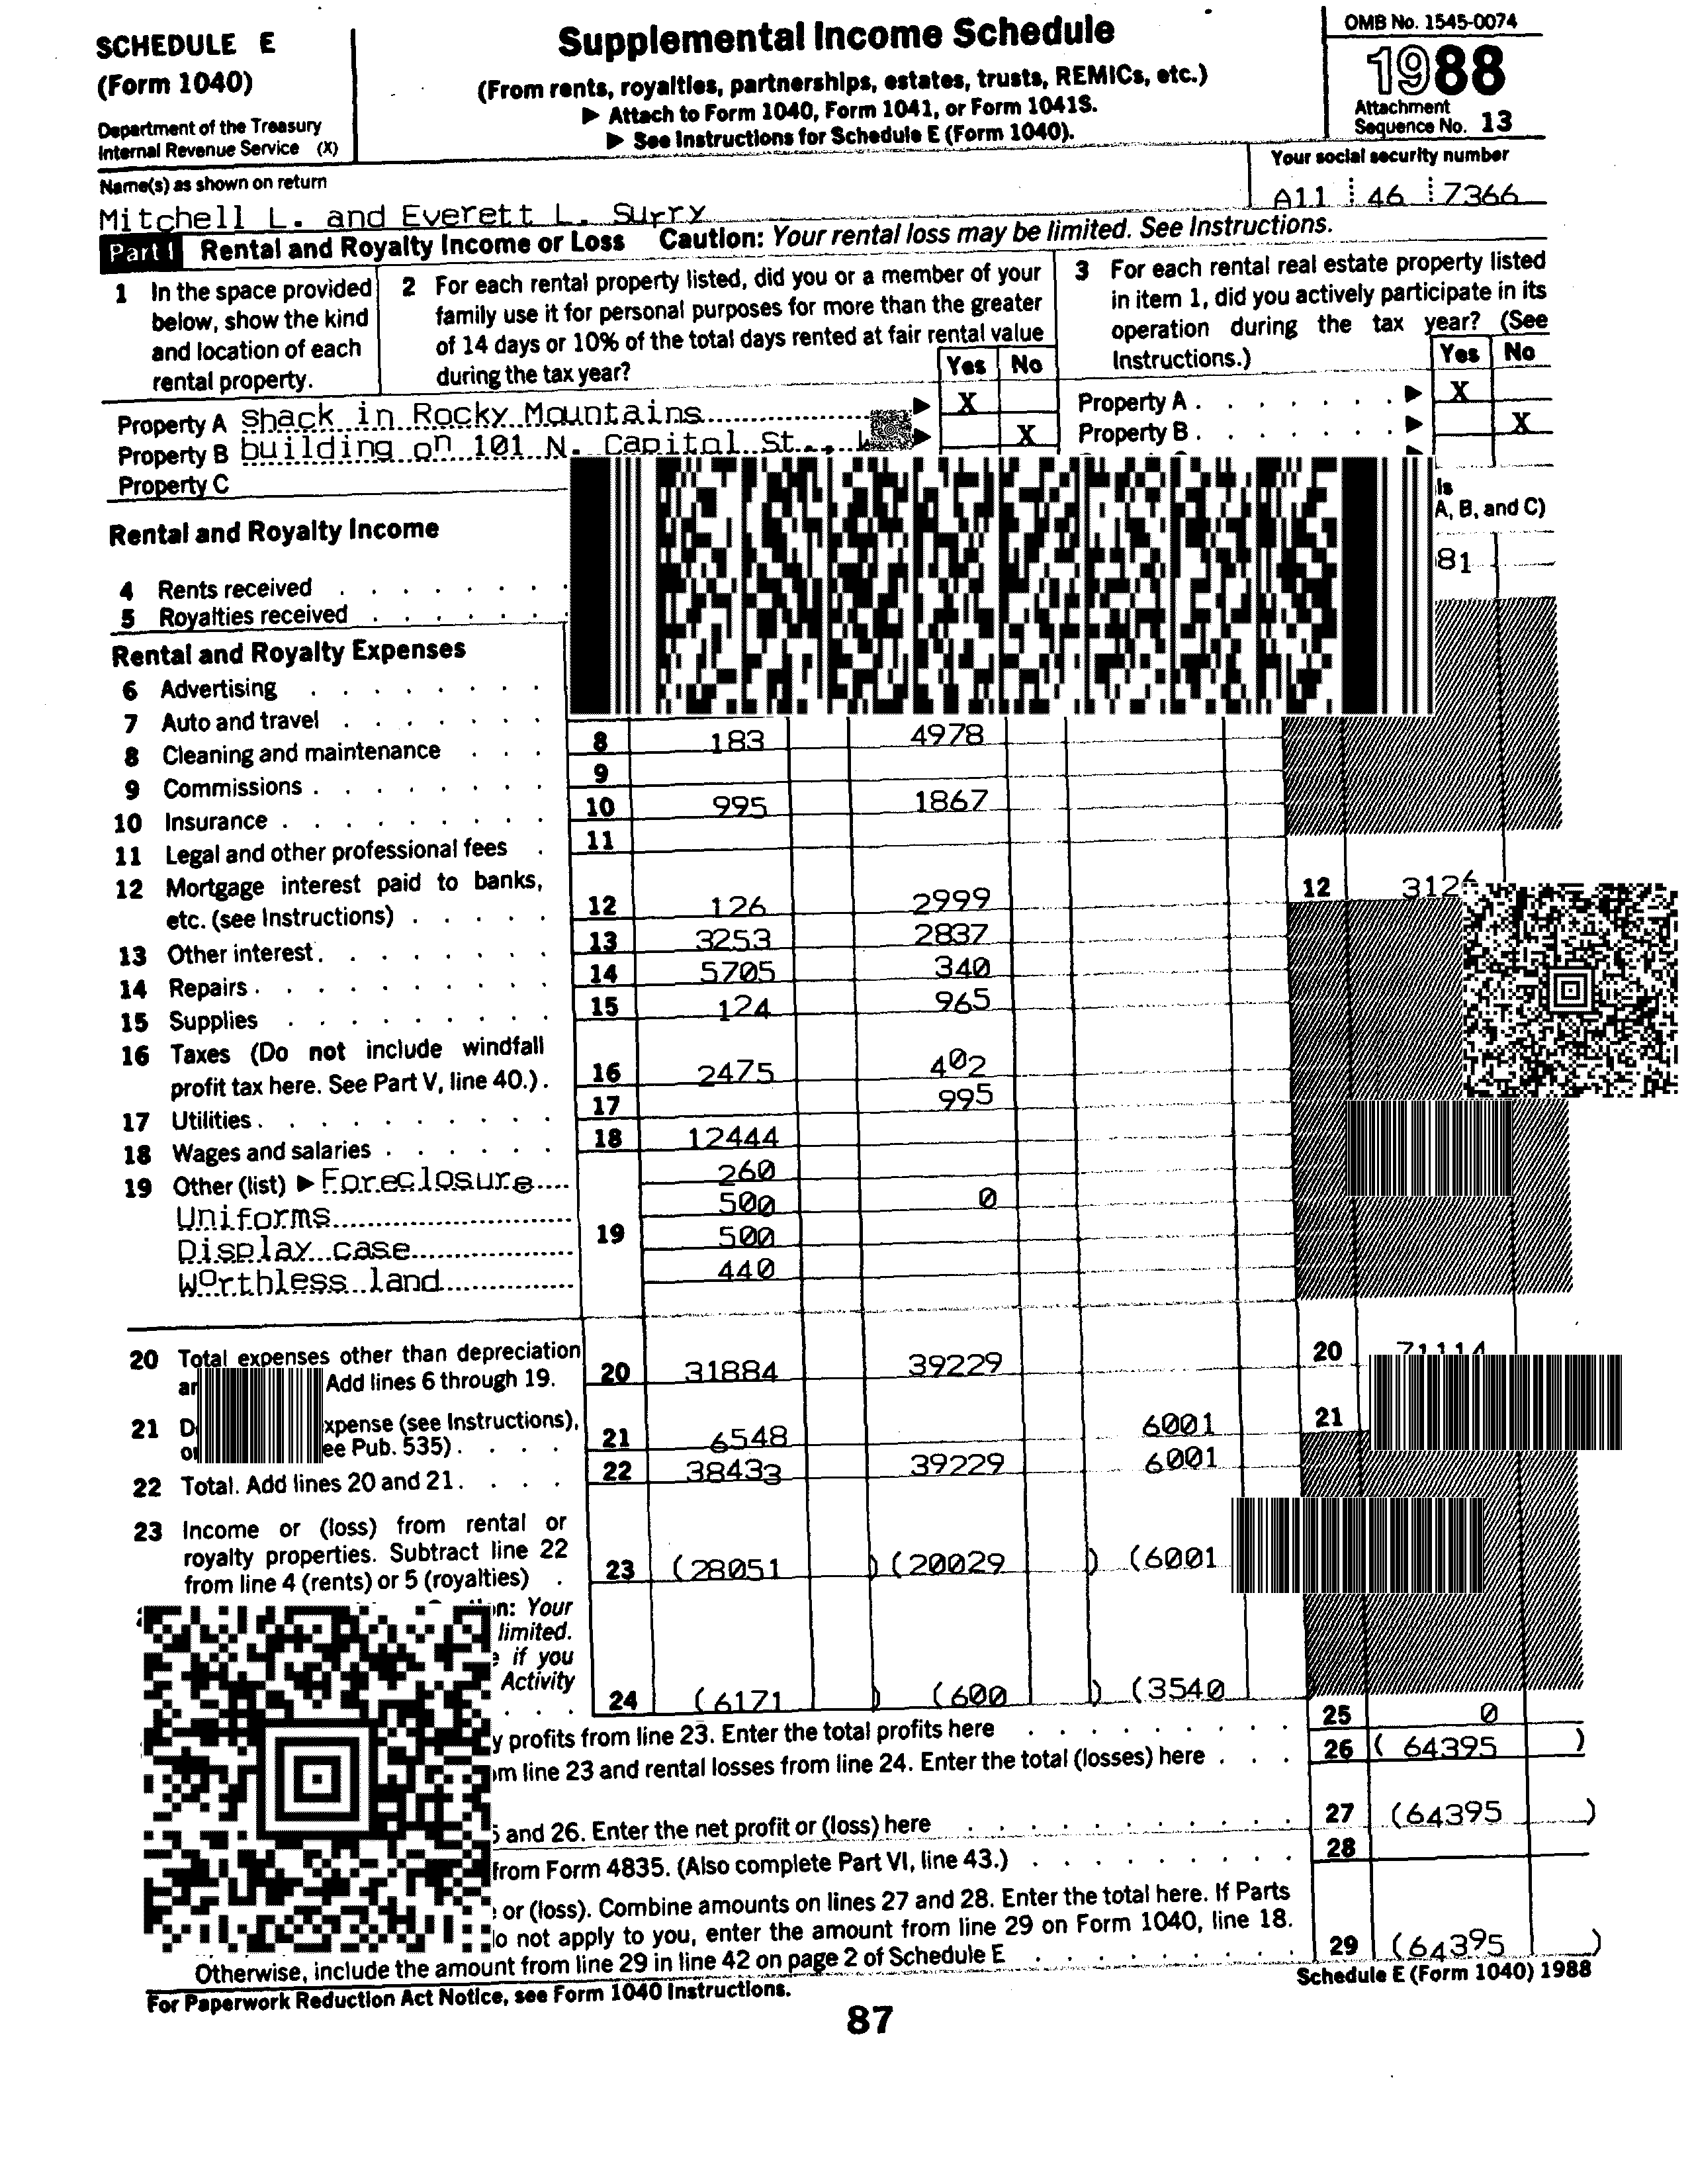 SCHEDULE E
(Form 1040)
Department of the Treasury
Internal Revenue Service (X)
Supplemental Income Schedule
(From rents, royalties, partnerships, estates, trusts, REMICs, etc.)
▶ Attach to Form 1040, Form 1041, or Form 1041S.
▶ See Instructions for Schedule E (Form 1040).
OMB No. 1545-0074
1988
Attachment
Sequence No. 13
Name(s) as shown on return
Mitchell L. and Everett L. Surry
Your social security number
A11 46 7366
Part I Rental and Royalty Income or Loss Caution: Your rental loss may be limited. See Instructions.
1 In the space provided
below, show the kind
and location of each
rental property.
2 For each rental property listed, did you or a member of your
family use it for personal purposes for more than the greater
of 14 days or 10% of the total days rented at fair rental value
during the tax year?
Yes No
3 For each rental real estate property listed
in item 1, did you actively participate in its
operation during the tax year? (See
Instructions.)
Yes No
Property A shack in Rocky Mountains ▶ X
Property A . . . . . . . ▶ X
Property B building on 101 N. Capitol St., ▶ X
Property B . . . . . . . ▶ X
Property C
A, B, and C)
Rental and Royalty Income
4 Rents received . . . . . . . 81
5 Royalties received . . . . . .
Rental and Royalty Expenses
6 Advertising . . . . . . . .
7 Auto and travel . . . . . . .
8 Cleaning and maintenance . . . 8 183 4978
9 Commissions . . . . . . . . 9
10 Insurance . . . . . . . . . 10 995 1867
11 Legal and other professional fees . 11
12 Mortgage interest paid to banks,
etc. (see Instructions) . . . . . 12 126 2999 12 312
13 Other interest. . . . . . . . 13 3253 2837
14 Repairs . . . . . . . . . . 14 5705 340
15 Supplies . . . . . . . . . 15 124 965
16 Taxes (Do not include windfall
profit tax here. See Part V, line 40.) . 16 2475 402
17 Utilities . . . . . . . . . . 17 995
18 Wages and salaries . . . . . . 18 12444
19 Other (list) ▶ Foreclosure 260
Uniforms 500 0
Display case 19 500
Worthless land 440
20 Total expenses other than depreciation
Add lines 6 through 19. 20 31884 39229 20 71114
21 xpense (see Instructions),
ee Pub. 535) . . . . 21 6548 6001 21
22 Total. Add lines 20 and 21. . . . 22 38433 39229 6001
23 Income or (loss) from rental or
royalty properties. Subtract line 22
from line 4 (rents) or 5 (royalties) . 23 (28051 ) (20029 ) (6001
n: Your
limited.
if you
Activity
. . . 24 (6171 ) (600 ) (3540
y profits from line 23. Enter the total profits here . . . . . . . . . 25 0
m line 23 and rental losses from line 24. Enter the total (losses) here . . . 26 ( 64395 )
and 26. Enter the net profit or (loss) here . . . . . . . . . . . 27 (64395 )
from Form 4835. (Also complete Part VI, line 43.) . . . . . . . . . 28
or (loss). Combine amounts on lines 27 and 28. Enter the total here. If Parts
o not apply to you, enter the amount from line 29 on Form 1040, line 18.
Otherwise, include the amount from line 29 in line 42 on page 2 of Schedule E . . . . . . . . . 29 (64395 )
For Paperwork Reduction Act Notice, see Form 1040 Instructions.
Schedule E (Form 1040) 1988
87